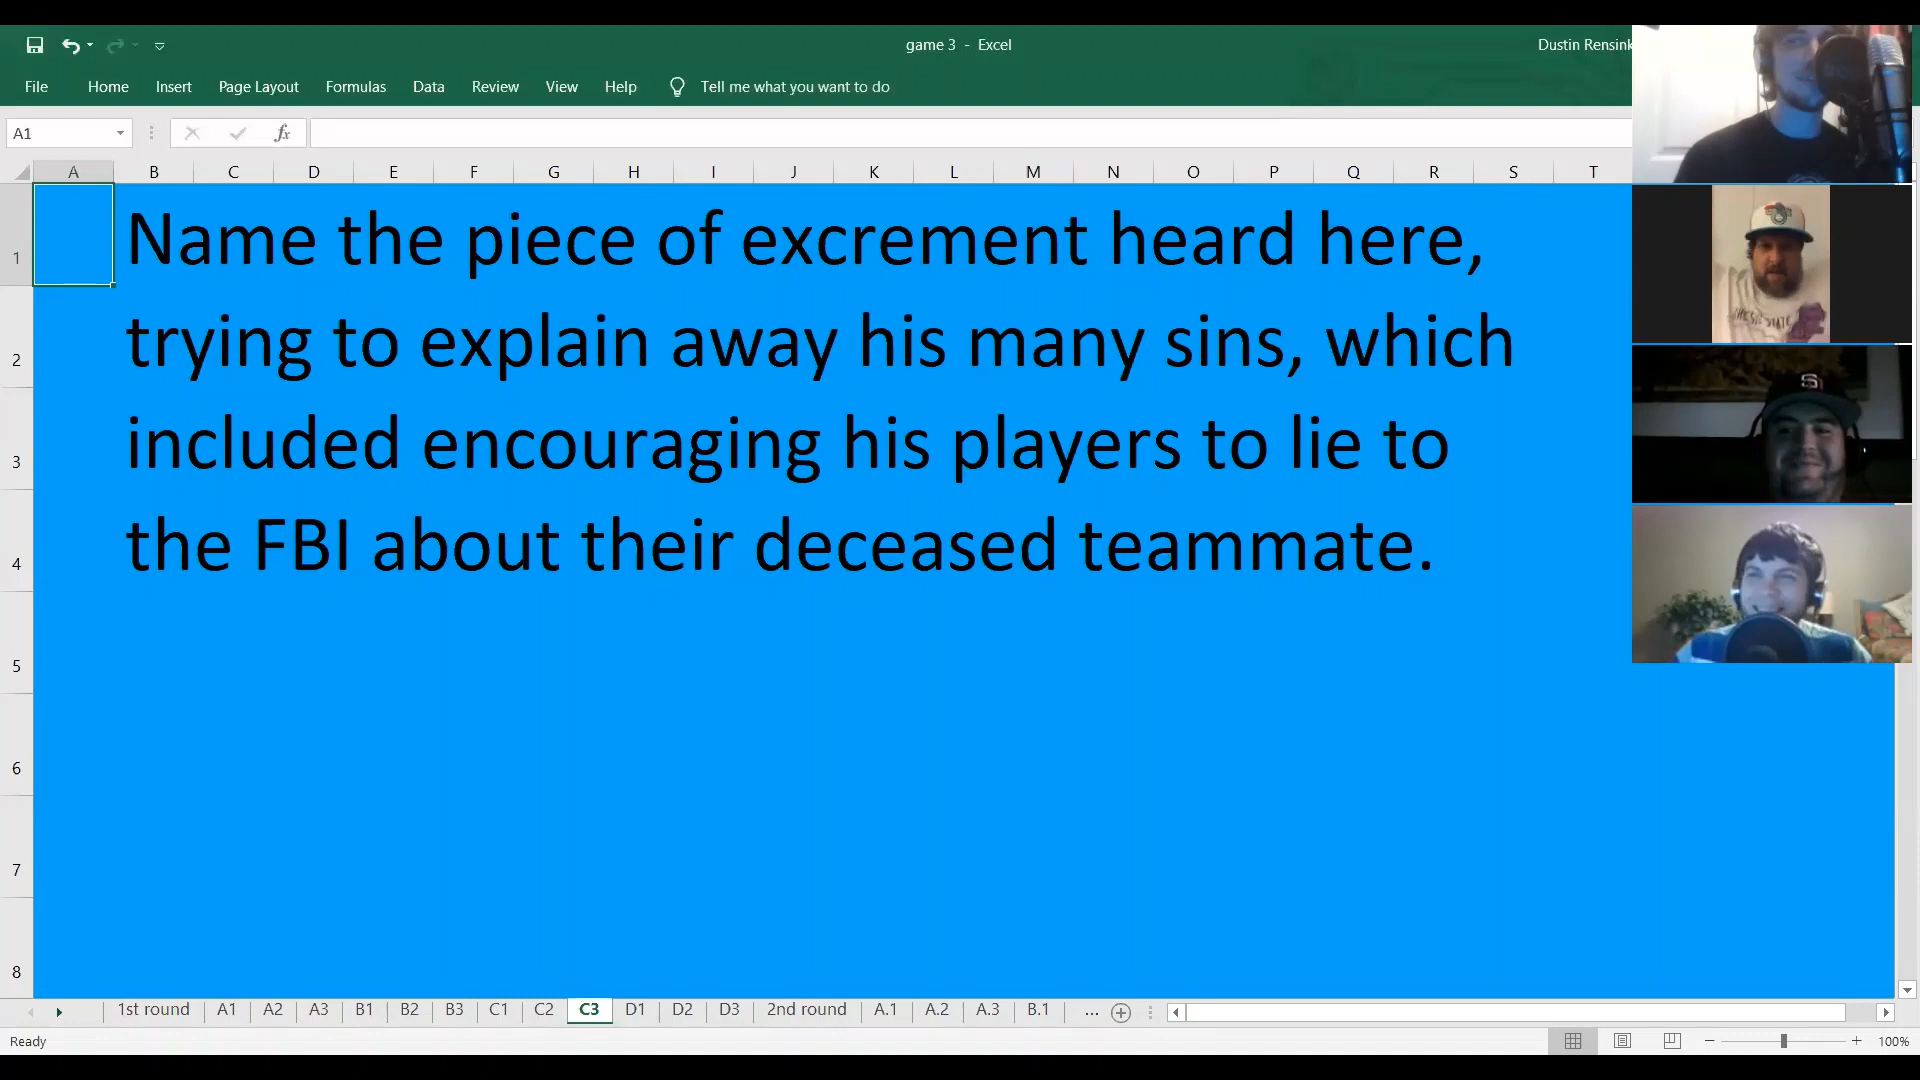 game 3 - Excel
Dustin Rensink
File Home Insert Page Layout Formulas Data Review View Help Tell me what you want to do
A1 fx
A B C D E F G H I J K L M N O P Q R S T
1 Name the piece of excrement heard here,
2 trying to explain away his many sins, which
3 included encouraging his players to lie to
4 the FBI about their deceased teammate.
5
6
7
8
1st round A1 A2 A3 B1 B2 B3 C1 C2 C3 D1 D2 D3 2nd round A.1 A.2 A.3 B.1 ...
Ready 100%